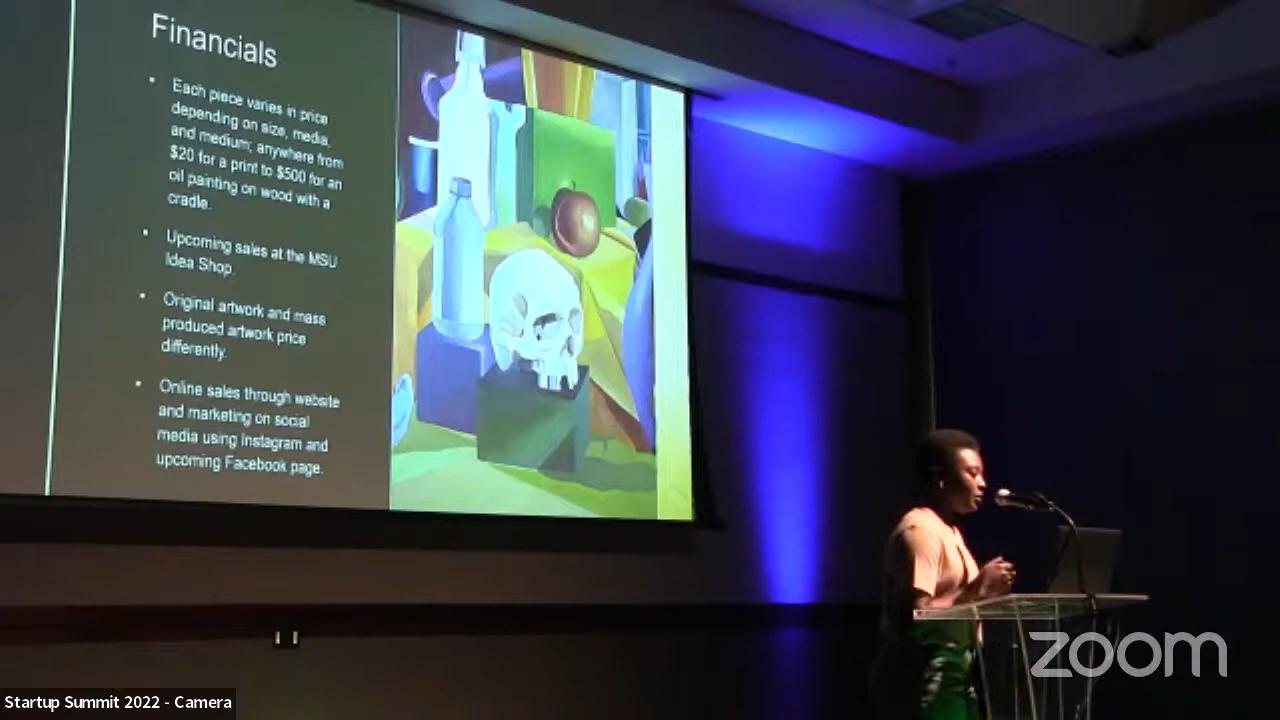 Financials
Each piece varies in price
depending on size, media,
and medium; anywhere from
$20 for a print to $500 for an
oil painting on wood with a
cradle.
Upcoming sales at the MSU
Idea Shop.
Original artwork and mass
produced artwork price
differently.
Online sales through website
and marketing on social
media using Instagram and
upcoming Facebook page.
zoom
Startup Summit 2022 - Camera